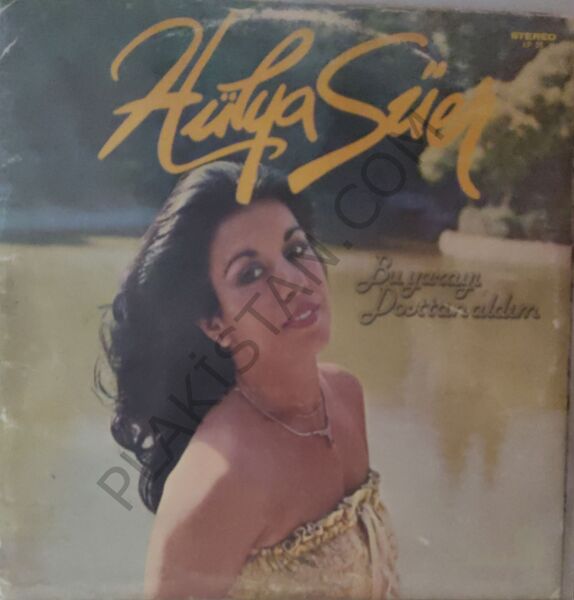 STEREO
Hülya Süer
Bu yarayı
Dosttan aldım
PLAKİSTAN.COM